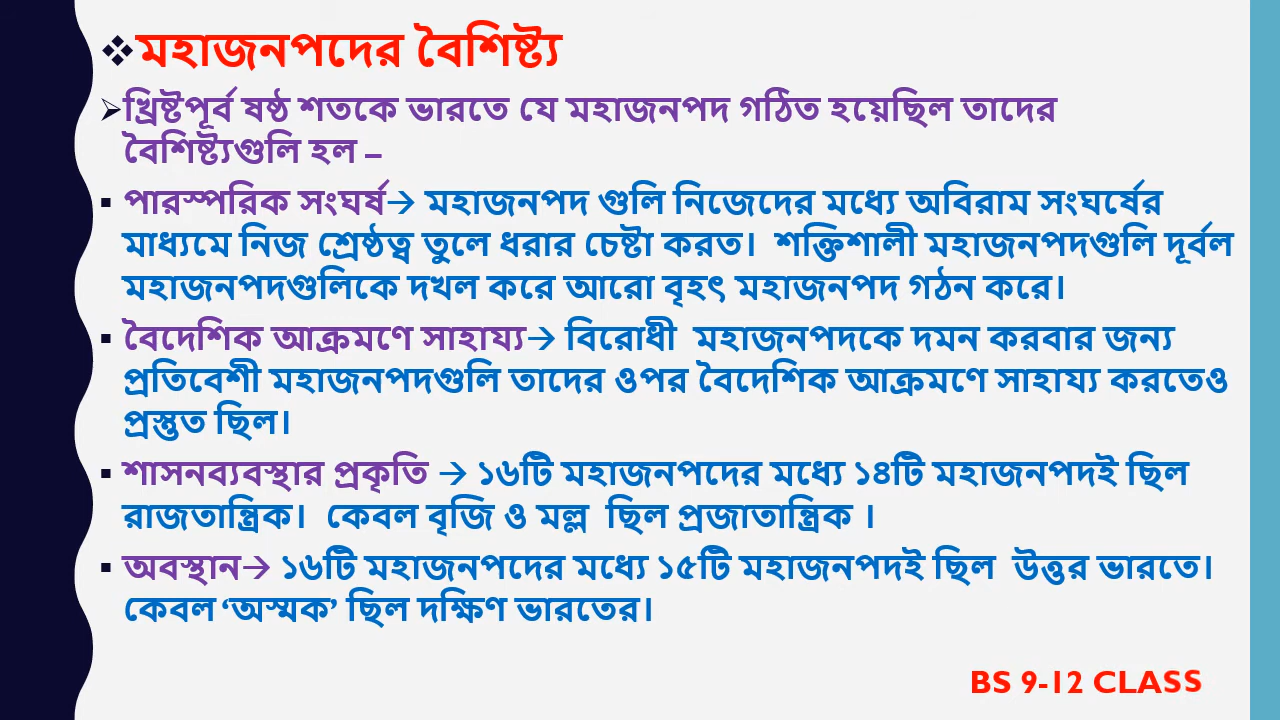 ❖মহাজনপদের বৈশিষ্ট্য
➢খ্রিষ্টপূর্ব ষষ্ঠ শতকে ভারতে যে মহাজনপদ গঠিত হয়েছিল তাদের
বৈশিষ্ট্যগুলি হল –
▪ পারস্পরিক সংঘর্ষ→ মহাজনপদ গুলি নিজেদের মধ্যে অবিরাম সংঘর্ষের
মাধ্যমে নিজ শ্রেষ্ঠত্ব তুলে ধরার চেষ্টা করত। শক্তিশালী মহাজনপদগুলি দূর্বল
মহাজনপদগুলিকে দখল করে আরো বৃহৎ মহাজনপদ গঠন করে।
▪ বৈদেশিক আক্রমণে সাহায্য→ বিরোধী মহাজনপদকে দমন করবার জন্য
প্রতিবেশী মহাজনপদগুলি তাদের ওপর বৈদেশিক আক্রমণে সাহায্য করতেও
প্রস্তুত ছিল।
▪ শাসনব্যবস্থার প্রকৃতি → ১৬টি মহাজনপদের মধ্যে ১৪টি মহাজনপদই ছিল
রাজতান্ত্রিক। কেবল বৃজি ও মল্ল ছিল প্রজাতান্ত্রিক ।
▪ অবস্থান→ ১৬টি মহাজনপদের মধ্যে ১৫টি মহাজনপদই ছিল উত্তর ভারতে।
কেবল ‘অস্মক’ ছিল দক্ষিণ ভারতের।
BS 9-12 CLASS